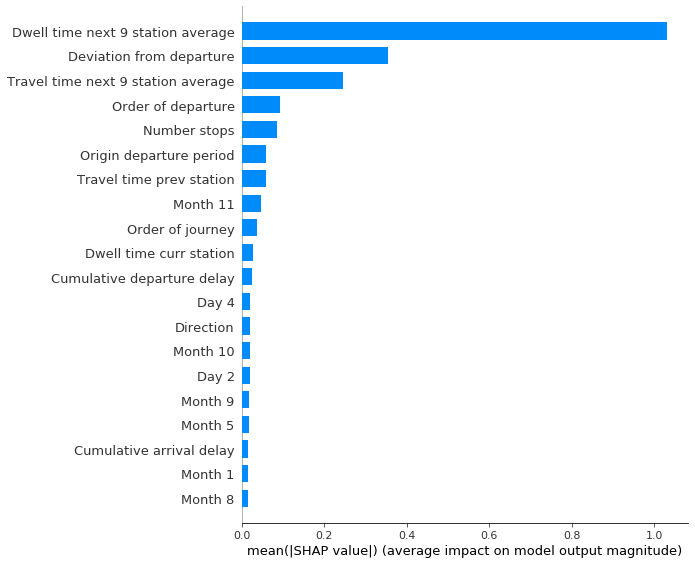 Dwell time next 9 station average
Deviation from departure
Travel time next 9 station average
Order of departure
Number stops
Origin departure period
Travel time prev station
Month 11
Order of journey
Dwell time curr station
Cumulative departure delay
Day 4
Direction
Month 10
Day 2
Month 9
Month 5
Cumulative arrival delay
Month 1
Month 8
0.0 0.2 0.4 0.6 0.8 1.0
mean(|SHAP value|) (average impact on model output magnitude)